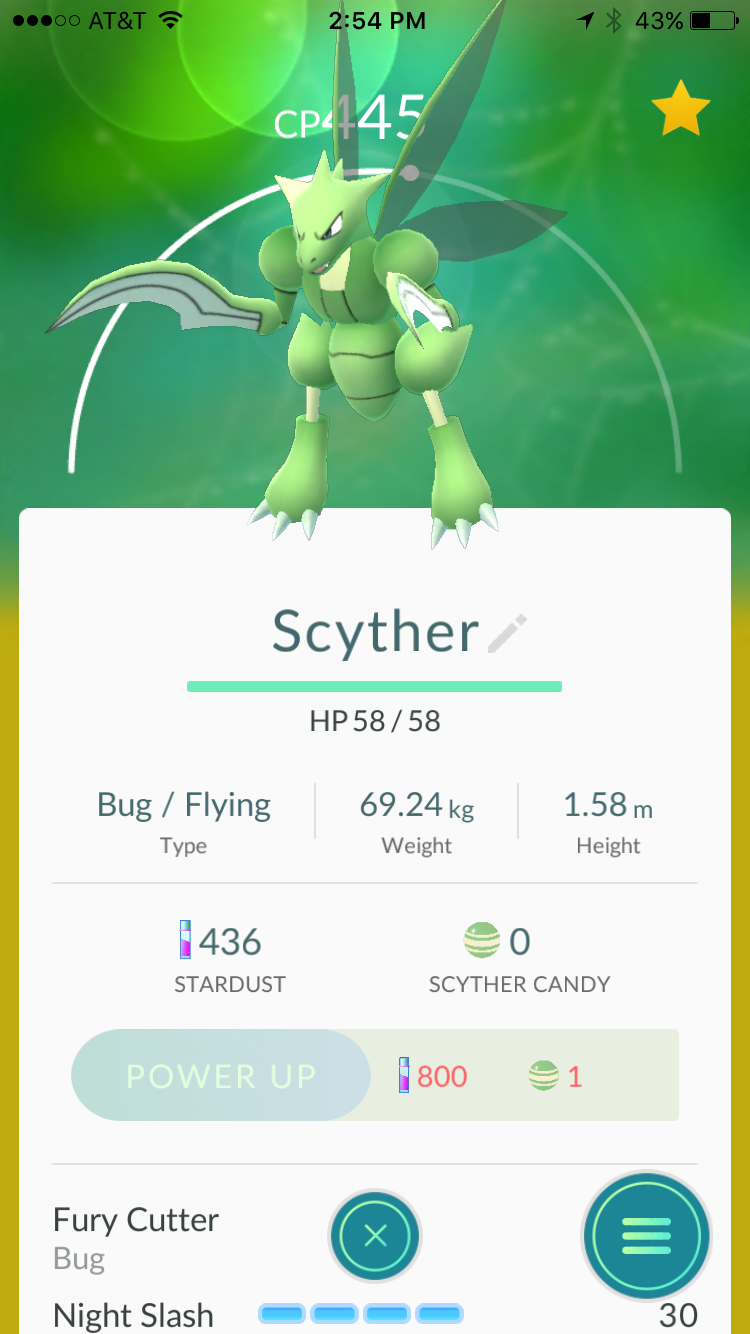 AT&T 2:54 PM 43%
CP445
Scyther
HP 58 / 58
Bug / Flying 69.24 kg 1.58 m
Type Weight Height
436 0
STARDUST SCYTHER CANDY
POWER UP 800 1
Fury Cutter
Bug
Night Slash 30